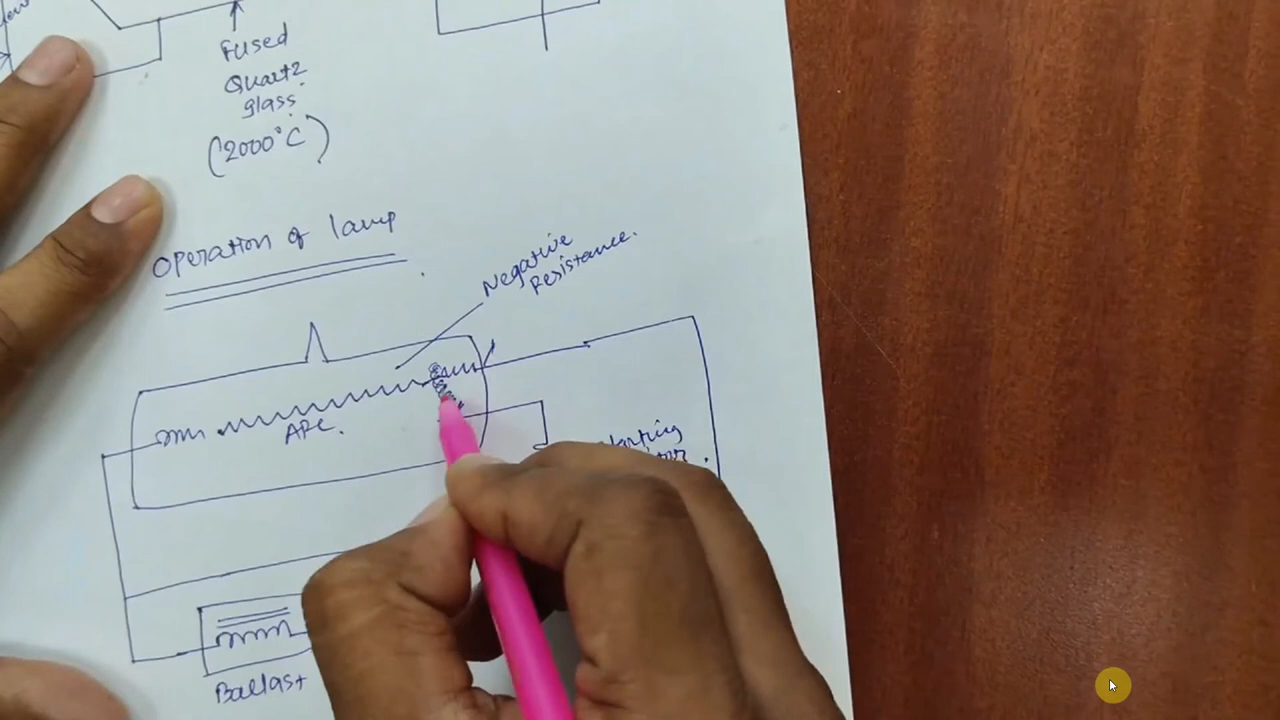 Fused
Quartz
glass
(2000°C)
Operation of lamp
Negative
Resistance.
ARC.
Ballast